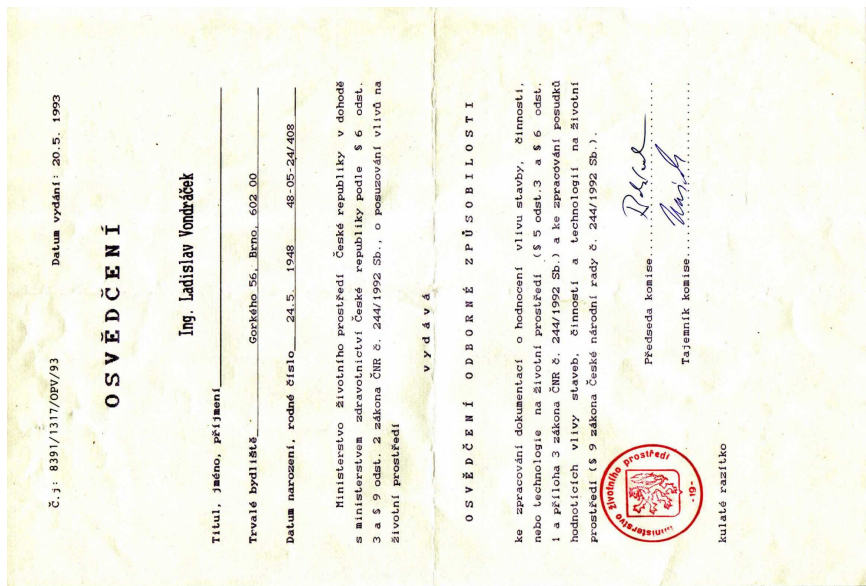 Č.j: 8391/1317/OPV/93 Datum vydání: 20.5. 1993
OSVĚDČENÍ
Ing. Ladislav Vondráček
Titul, jméno, příjmení
Trvalé bydliště Gorkého 56, Brno, 602 00
Datum narození, rodné číslo 24.5. 1948 48-05-24/408
Ministerstvo životního prostředí České republiky v dohodě
s ministerstvem zdravotnictví České republiky podle § 6 odst.
3 a § 9 odst. 2 zákona ČNR č. 244/1992 Sb., o posuzování vlivů na
životní prostředí
vydává
OSVĚDČENÍ ODBORNÉ ZPŮSOBILOSTI
ke zpracování dokumentací o hodnocení vlivu stavby, činnosti,
nebo technologie na životní prostředí (§ 5 odst.3 a § 6 odst.
1 a příloha 3 zákona ČNR č. 244/1992 Sb.) a ke zpracování posudků
hodnotících vlivy staveb, činností a technologií na životní
prostředí (§ 9 zákona České národní rady č. 244/1992 Sb.).
Předseda komise
Tajemník komise
Ministerstvo životního prostředí
-19-
kulaté razítko